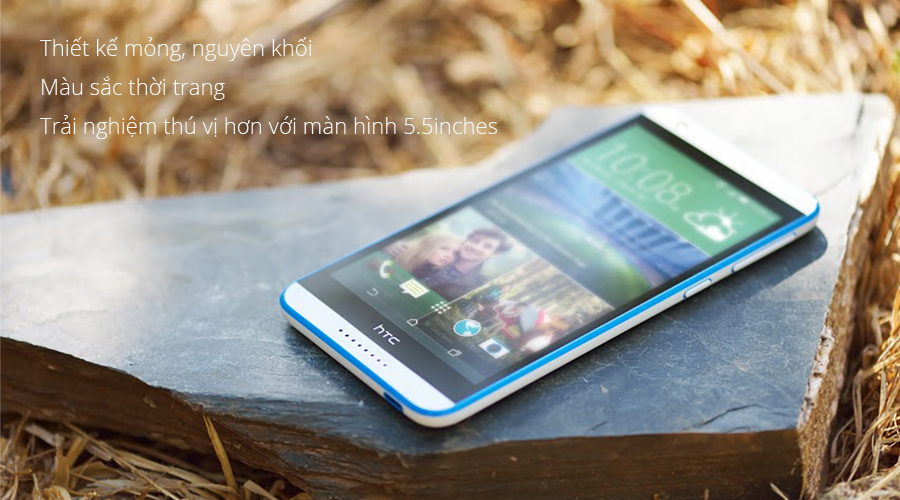 Thiết kế mỏng, nguyên khối
Màu sắc thời trang
Trải nghiệm thú vị hơn với màn hình 5.5inches
10:08
hTC